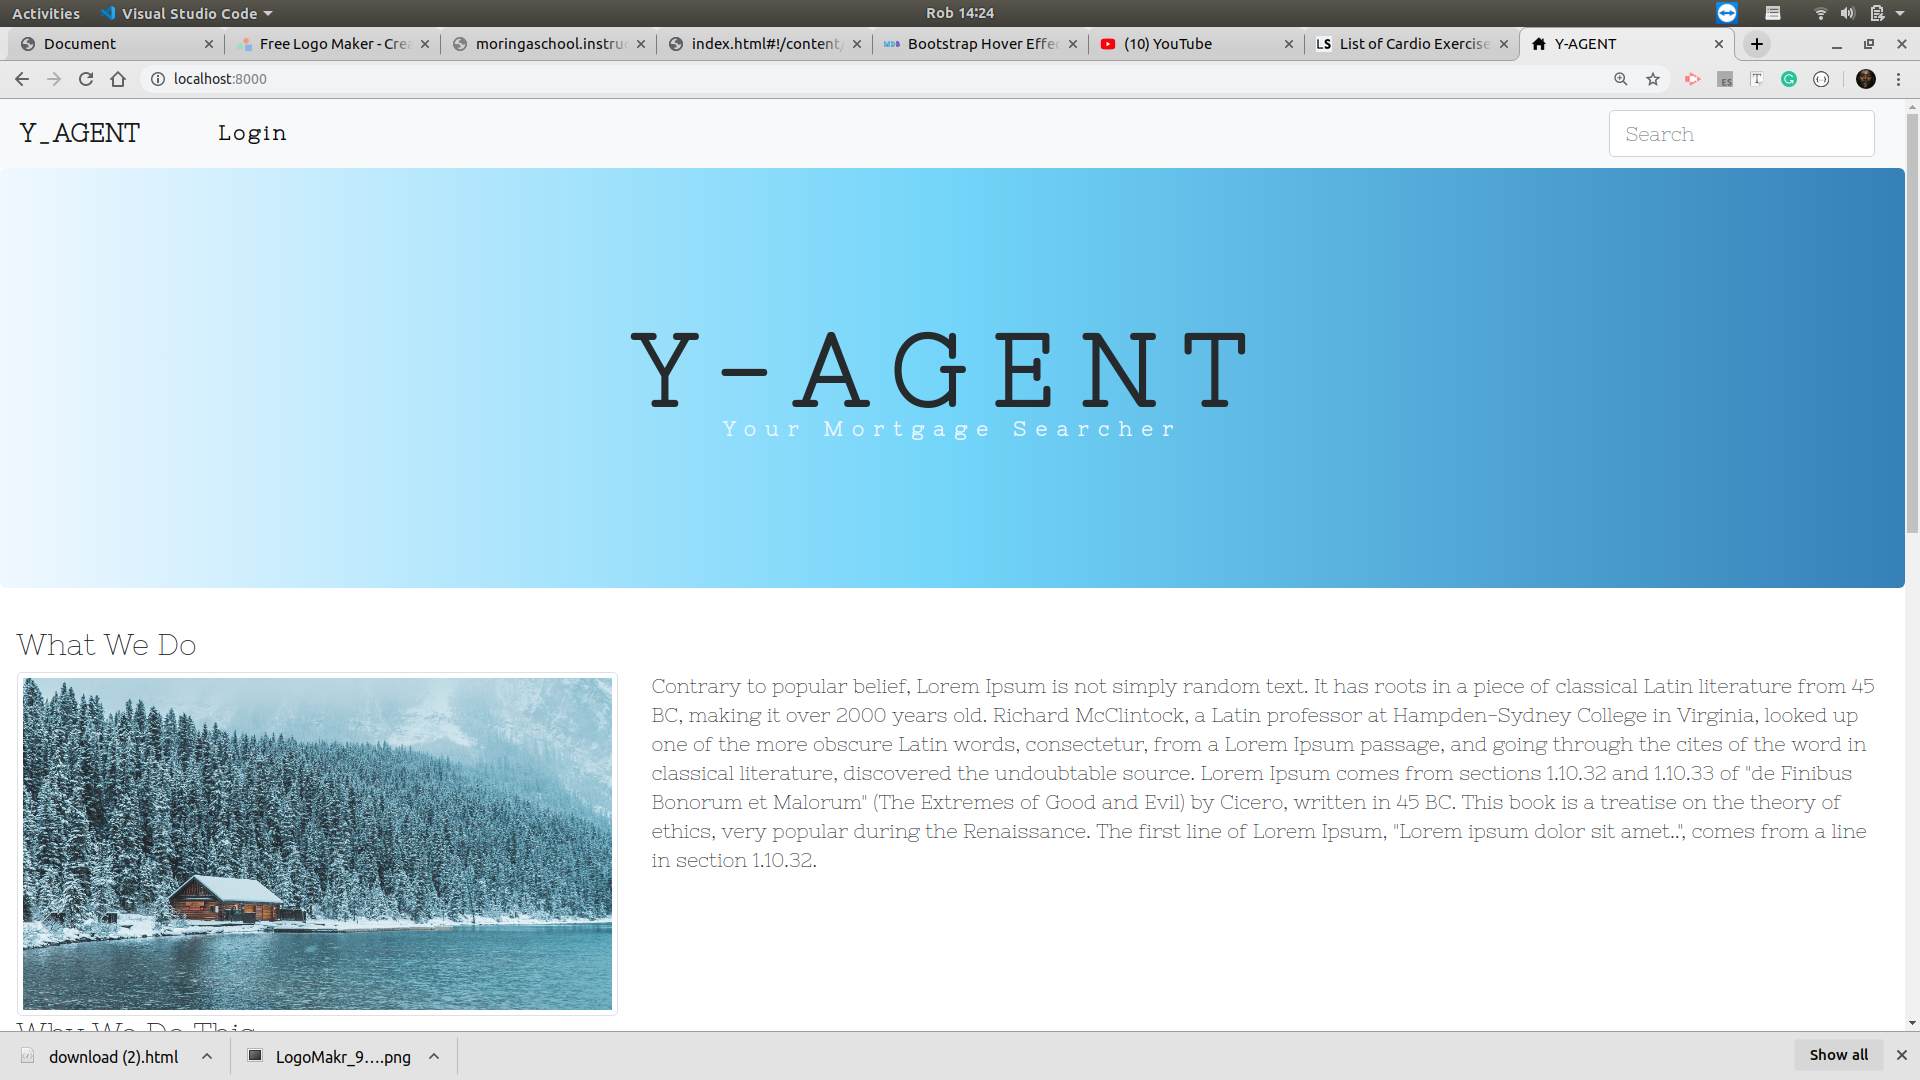 Activities
Visual Studio Code
Rob 14:24
Document
Free Logo Maker - Crea
moringaschool.instruc
index.html#!/content/
Bootstrap Hover Effec
(10) YouTube
LS List of Cardio Exercise
Y-AGENT
localhost:8000
Y_AGENT
Login
Search
Y-AGENT
Your Mortgage Searcher
What We Do
Contrary to popular belief, Lorem Ipsum is not simply random text. It has roots in a piece of classical Latin literature from 45
BC, making it over 2000 years old. Richard McClintock, a Latin professor at Hampden-Sydney College in Virginia, looked up
one of the more obscure Latin words, consectetur, from a Lorem Ipsum passage, and going through the cites of the word in
classical literature, discovered the undoubtable source. Lorem Ipsum comes from sections 1.10.32 and 1.10.33 of "de Finibus
Bonorum et Malorum" (The Extremes of Good and Evil) by Cicero, written in 45 BC. This book is a treatise on the theory of
ethics, very popular during the Renaissance. The first line of Lorem Ipsum, "Lorem ipsum dolor sit amet..", comes from a line
in section 1.10.32.
Why We Do This
download (2).html
LogoMakr_9....png
Show all